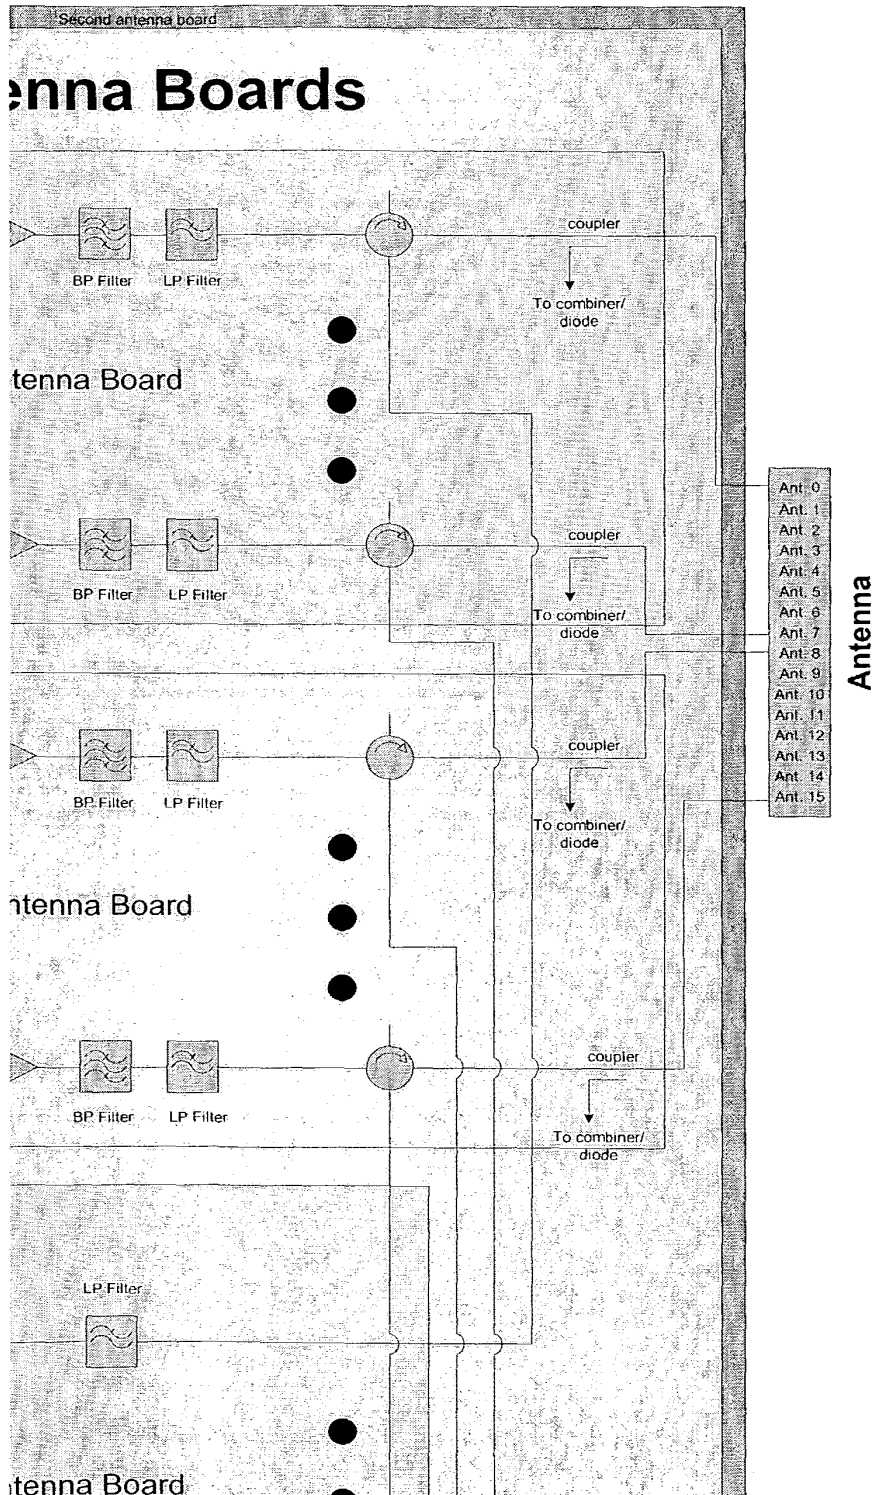 Second antenna board
enna Boards
coupler
BP Filter LP Filter
To combiner/
diode
tenna Board
Ant. 0
Ant. 1
Ant. 2
Ant. 3
Ant. 4
Ant. 5
Ant. 6
Ant. 7
Ant. 8
Ant. 9
Ant. 10
Ant. 11
Ant. 12
Ant. 13
Ant. 14
Ant. 15
Antenna
coupler
BP Filter LP Filter
To combiner/
diode
coupler
BP Filter LP Filter
To combiner/
diode
ntenna Board
coupler
BP Filter LP Filter
To combiner/
diode
LP Filter
ntenna Board